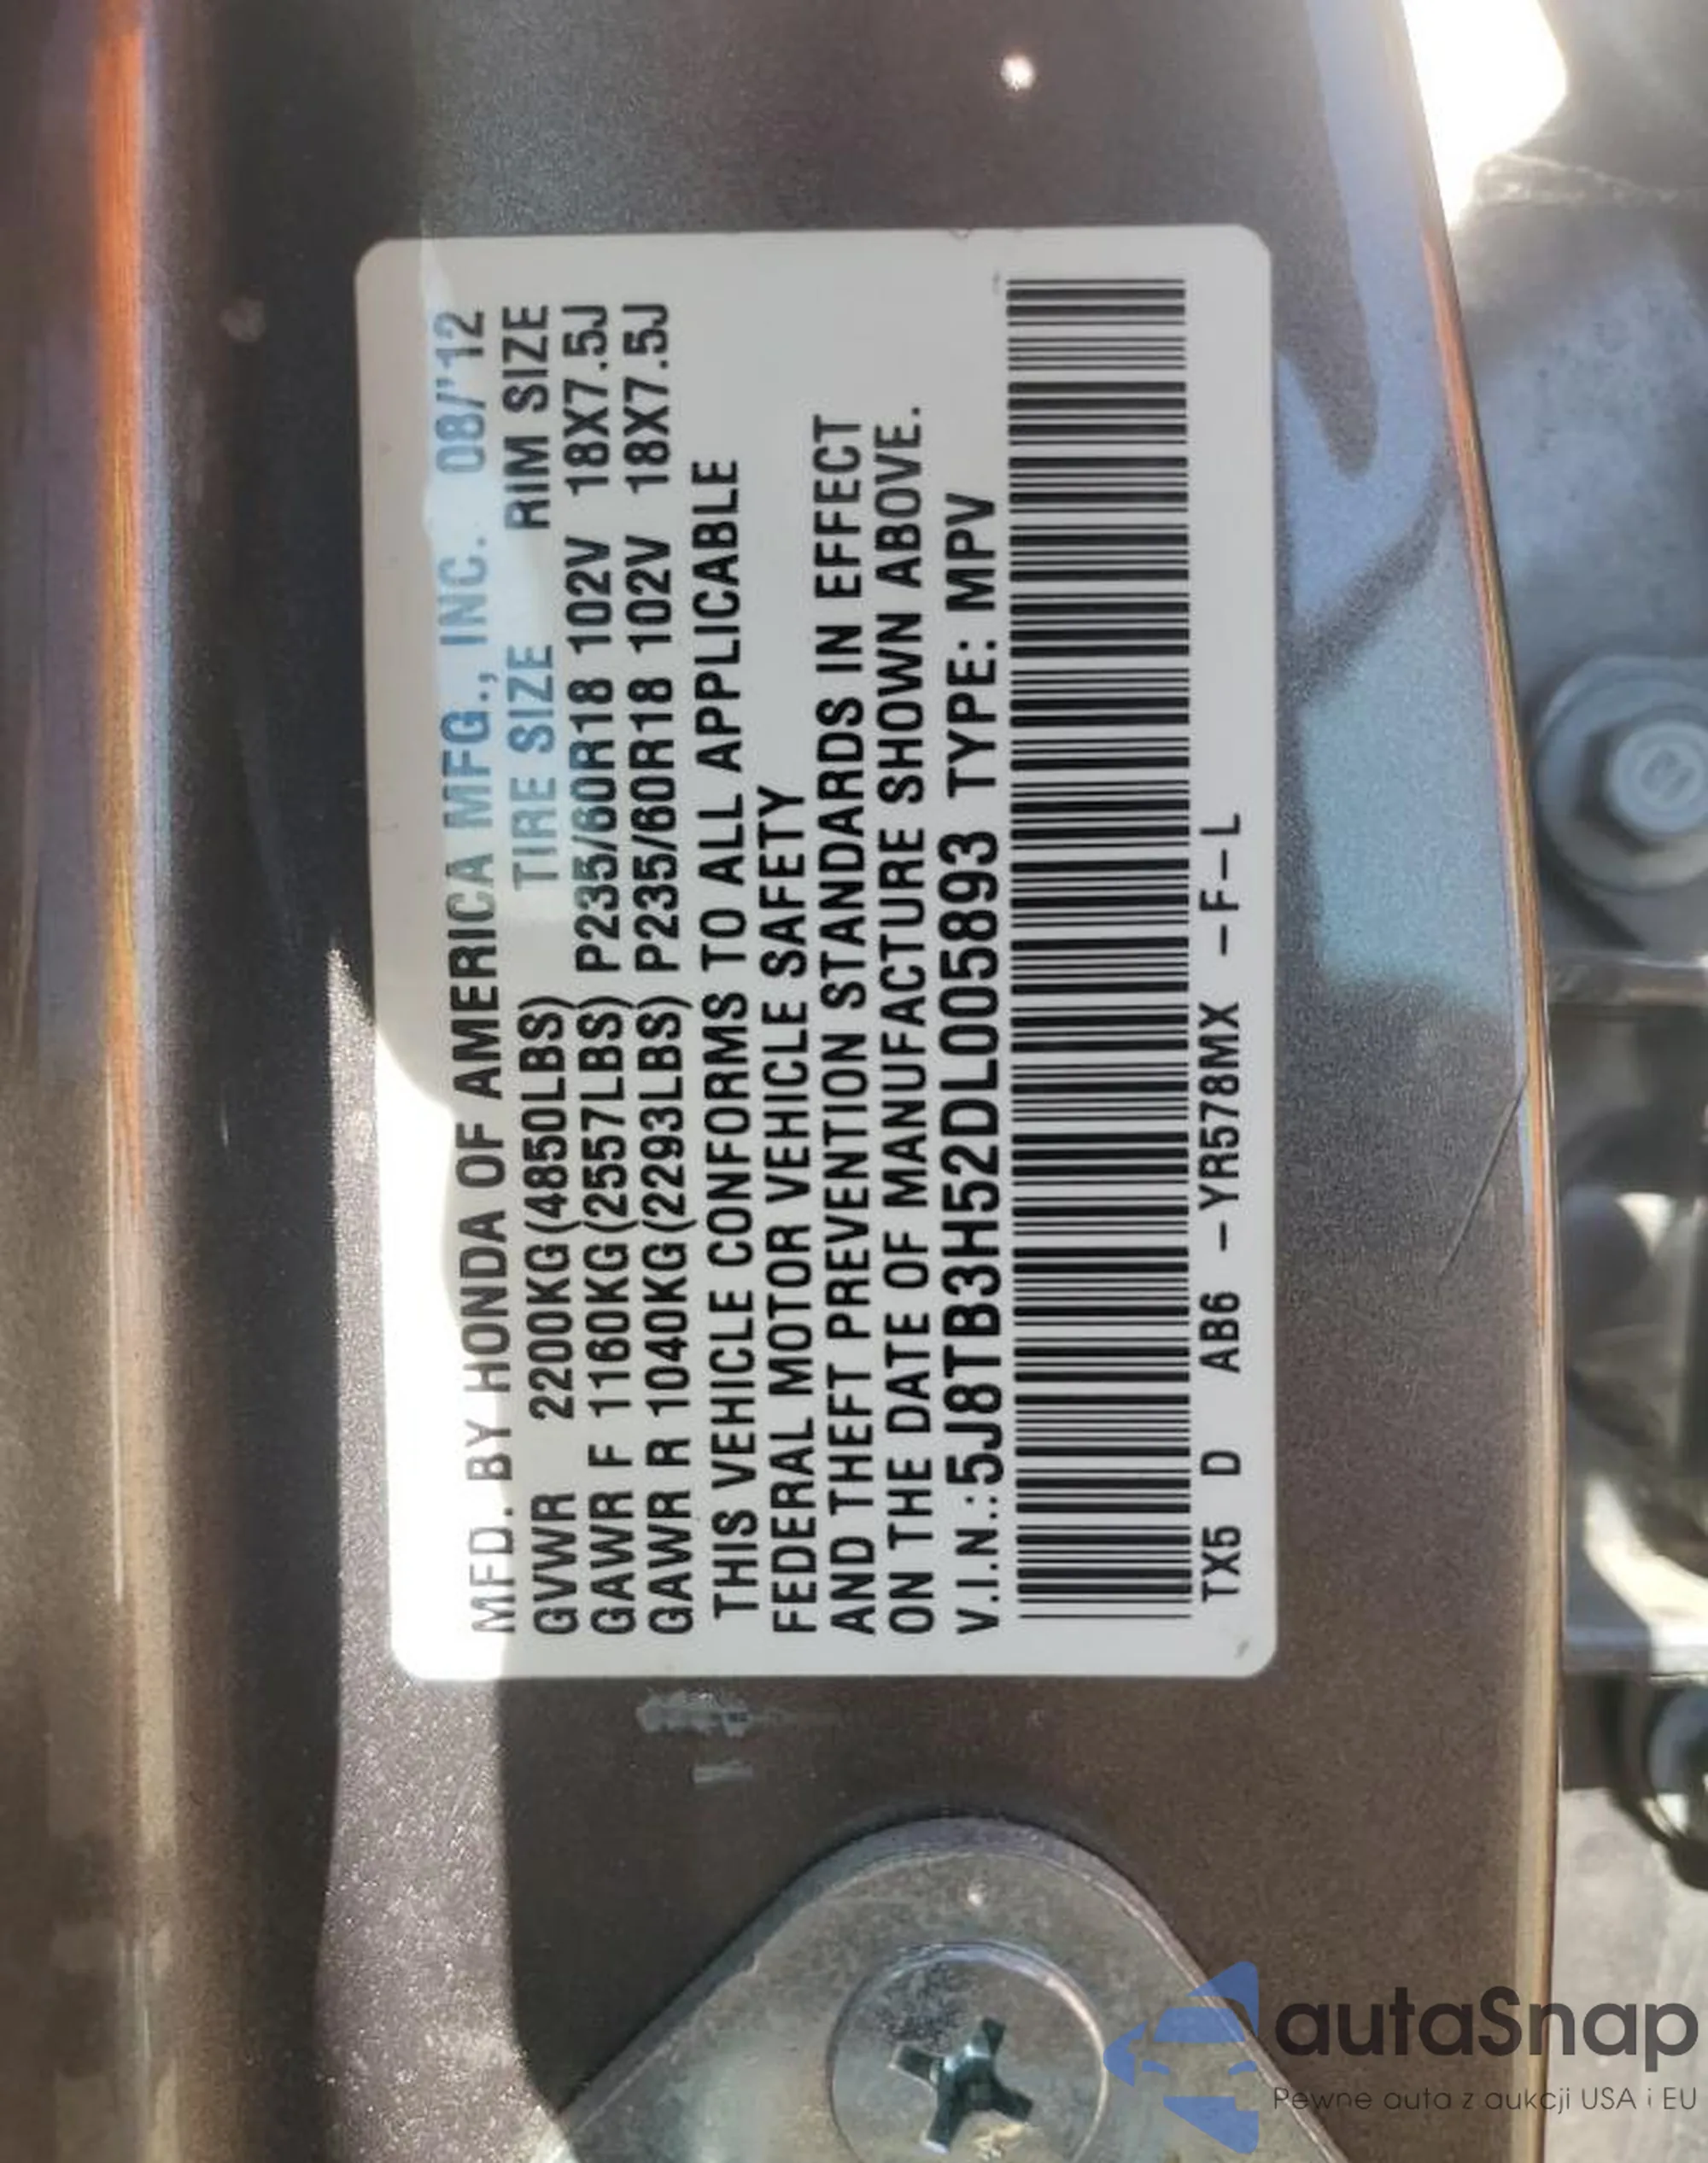 MFD. BY HONDA OF AMERICA MFG., INC. 08/'12
TIRE SIZE RIM SIZE
GVWR 2200KG(4850LBS)
GAWR F 1160KG(2557LBS) P235/60R18 102V 18X7.5J
GAWR R 1040KG(2293LBS) P235/60R18 102V 18X7.5J
THIS VEHICLE CONFORMS TO ALL APPLICABLE
FEDERAL MOTOR VEHICLE SAFETY
AND THEFT PREVENTION STANDARDS IN EFFECT
ON THE DATE OF MANUFACTURE SHOWN ABOVE.
V.I.N.:5J8TB3H52DL005893 TYPE: MPV
TX5 D AB6 -YR578MX -F-L
autaSnap
Pewne auta z aukcji USA i EU